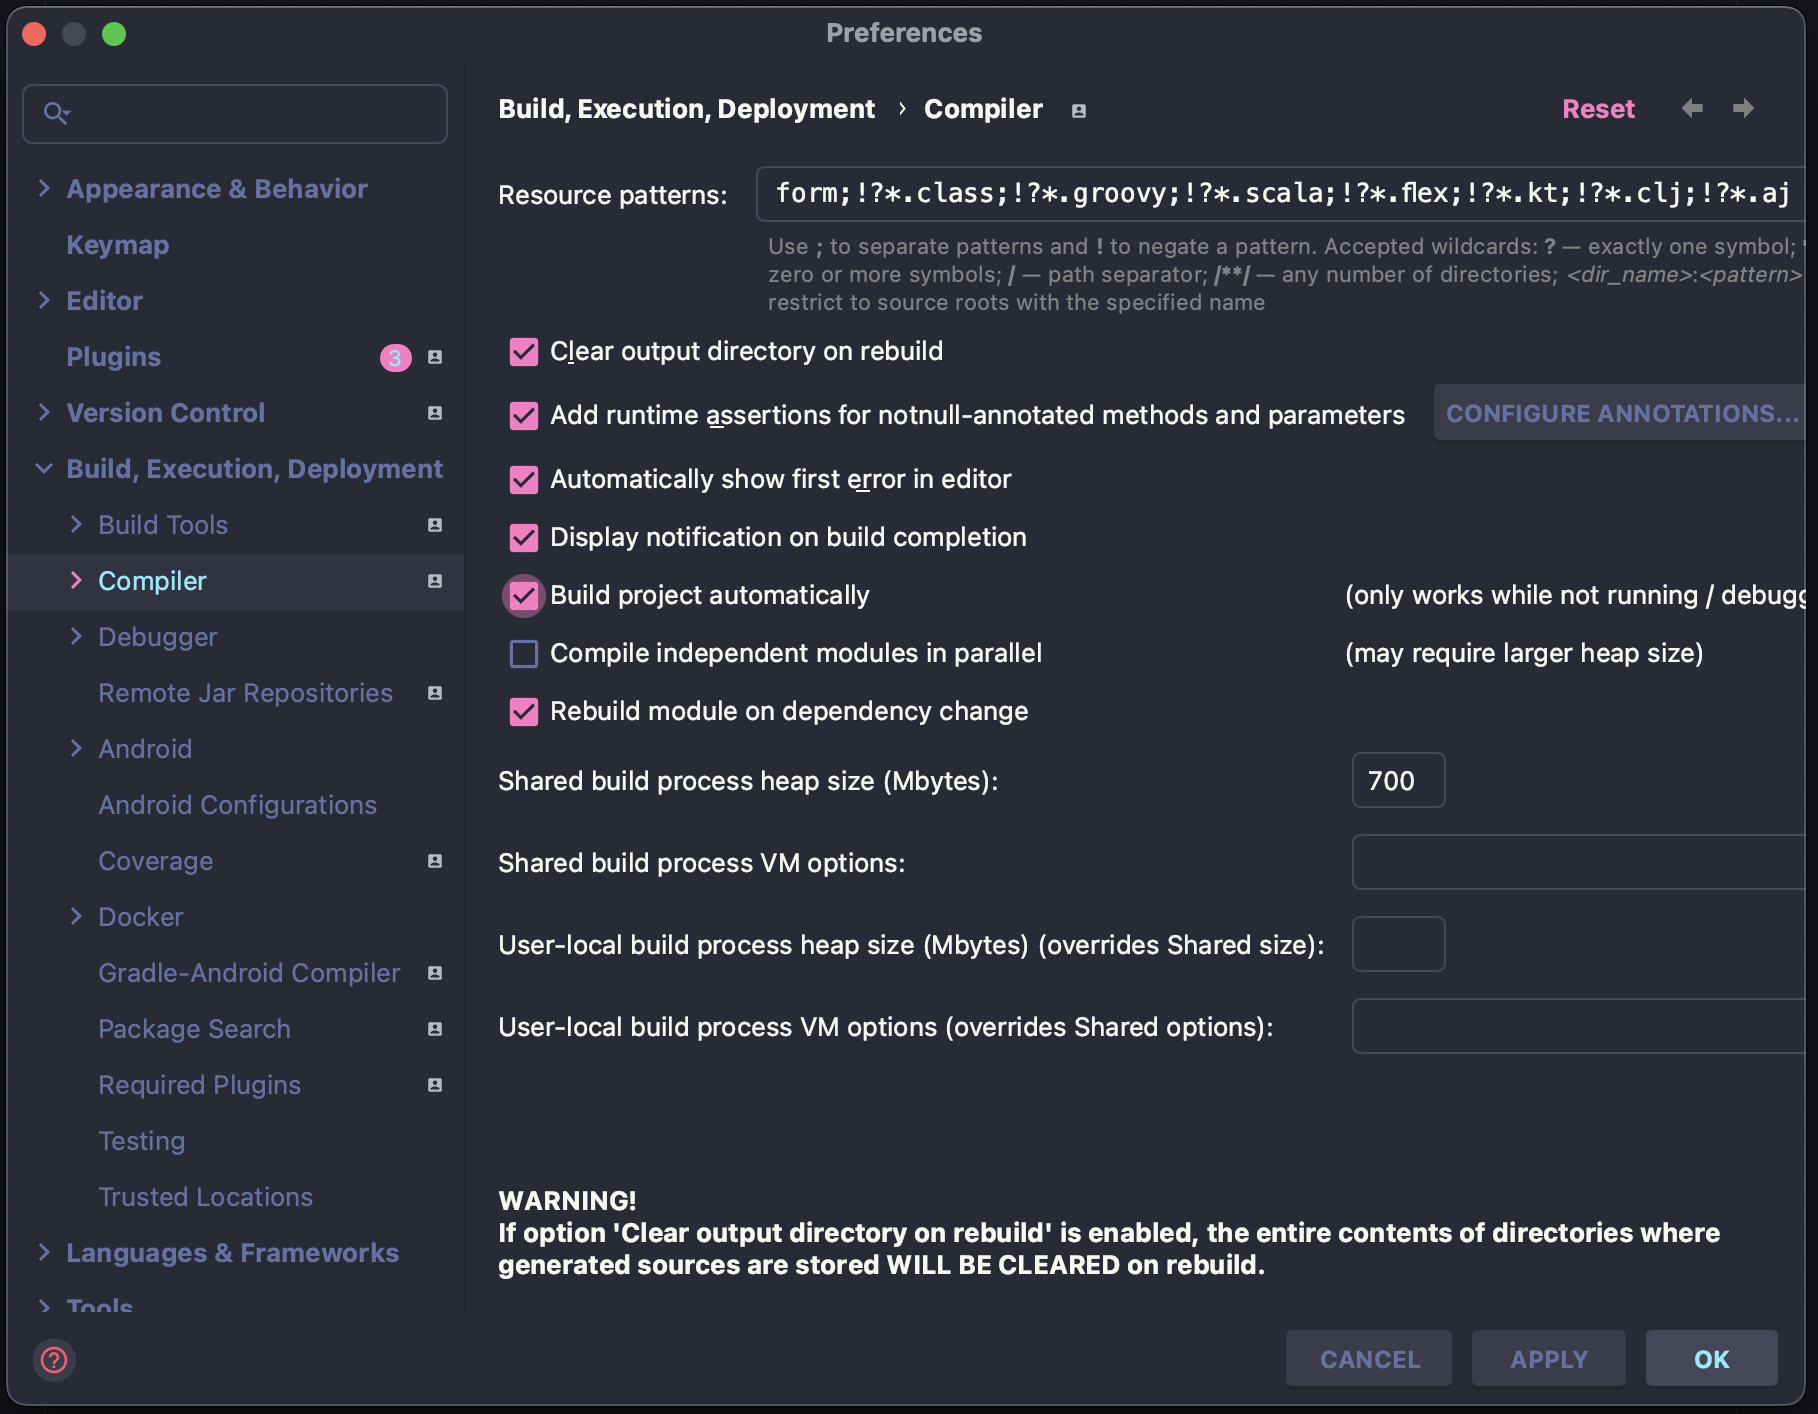 Preferences
Appearance & Behavior
Keymap
Editor
Plugins 3
Version Control
Build, Execution, Deployment
Build Tools
Compiler
Debugger
Remote Jar Repositories
Android
Android Configurations
Coverage
Docker
Gradle-Android Compiler
Package Search
Required Plugins
Testing
Trusted Locations
Languages & Frameworks
Tools
Build, Execution, Deployment › Compiler
Reset
Resource patterns: form;!?*.class;!?*.groovy;!?*.scala;!?*.flex;!?*.kt;!?*.clj;!?*.aj
Use ; to separate patterns and ! to negate a pattern. Accepted wildcards: ? — exactly one symbol;
zero or more symbols; / — path separator; /**/ — any number of directories; <dir_name>:<pattern>
restrict to source roots with the specified name
Clear output directory on rebuild
Add runtime assertions for notnull-annotated methods and parameters CONFIGURE ANNOTATIONS...
Automatically show first error in editor
Display notification on build completion
Build project automatically (only works while not running / debugg
Compile independent modules in parallel (may require larger heap size)
Rebuild module on dependency change
Shared build process heap size (Mbytes): 700
Shared build process VM options:
User-local build process heap size (Mbytes) (overrides Shared size):
User-local build process VM options (overrides Shared options):
WARNING!
If option 'Clear output directory on rebuild' is enabled, the entire contents of directories where
generated sources are stored WILL BE CLEARED on rebuild.
?
CANCEL APPLY OK